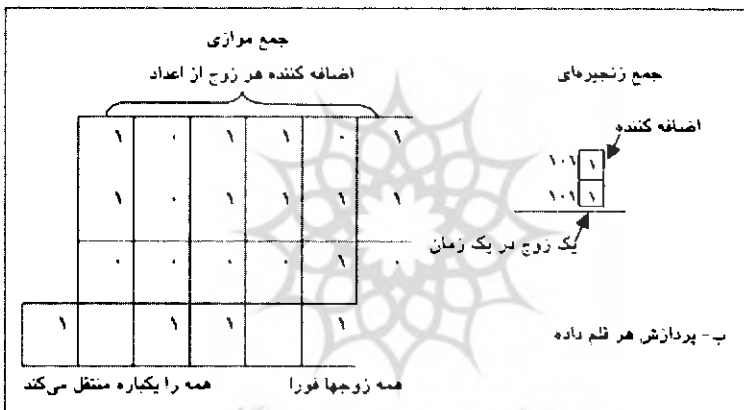 جمع موازی
اضافه کننده هر زوج از اعداد
۱ ۰ ۱ ۱ ۰ ۱
۱ ۰ ۱ ۱ ۱ ۱
۰ ۰ ۰ ۰ ۱ ۰
۱ ۱ ۱ ۱
همه زوجها فورا
همه را یکباره منتقل می‌کند
جمع زنجیره‌ای
اضافه کننده
۱۰۱ ۱
۱۰۱ ۱
یک زوج در یک زمان
ب- پردازش هر قلم داده